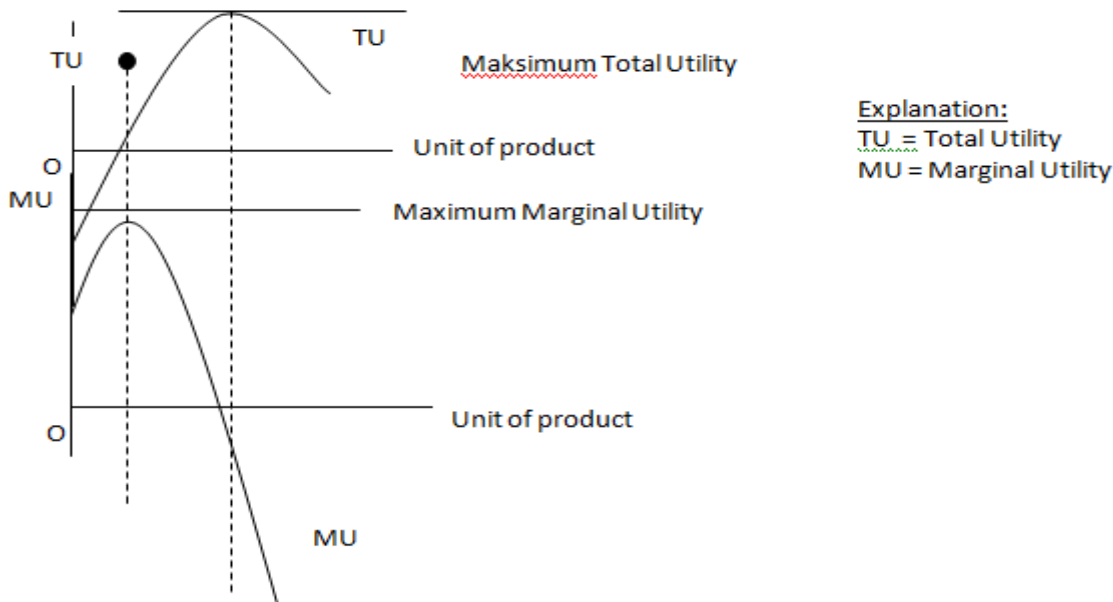 TU
TU
Maksimum Total Utility
Explanation:
TU = Total Utility
MU = Marginal Utility
Unit of product
O
MU
Maximum Marginal Utility
Unit of product
O
MU